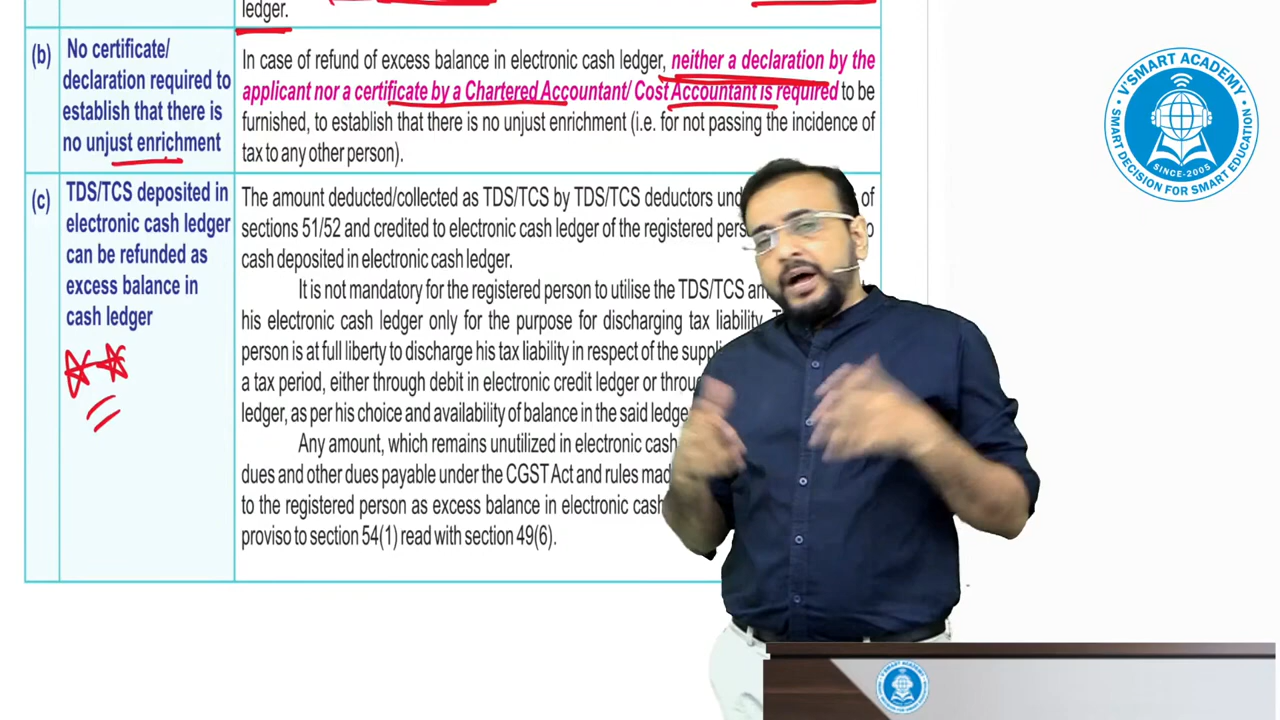 ledger.
(b)
No certificate/
declaration required to
establish that there is
no unjust enrichment
In case of refund of excess balance in electronic cash ledger, neither a declaration by the
applicant nor a certificate by a Chartered Accountant/ Cost Accountant is required to be
furnished, to establish that there is no unjust enrichment (i.e. for not passing the incidence of
tax to any other person).
(c)
TDS/TCS deposited in
electronic cash ledger
can be refunded as
excess balance in
cash ledger
The amount deducted/collected as TDS/TCS by TDS/TCS deductors of
sections 51/52 and credited to electronic cash ledger of the registered
cash deposited in electronic cash ledger.
It is not mandatory for the registered person to utilise the TDS/TCS
his electronic cash ledger only for the purpose for discharging tax liability.
person is at full liberty to discharge his tax liability in respect of the
a tax period, either through debit in electronic credit ledger or
ledger, as per his choice and availability of balance in the said
Any amount, which remains unutilized in electronic cash
dues and other dues payable under the CGST Act and rules
to the registered person as excess balance in electronic cash
proviso to section 54(1) read with section 49(6).
V'SMART ACADEMY
SINCE-2005
SMART DECISION FOR SMART EDUCATION
V'SMART ACADEMY